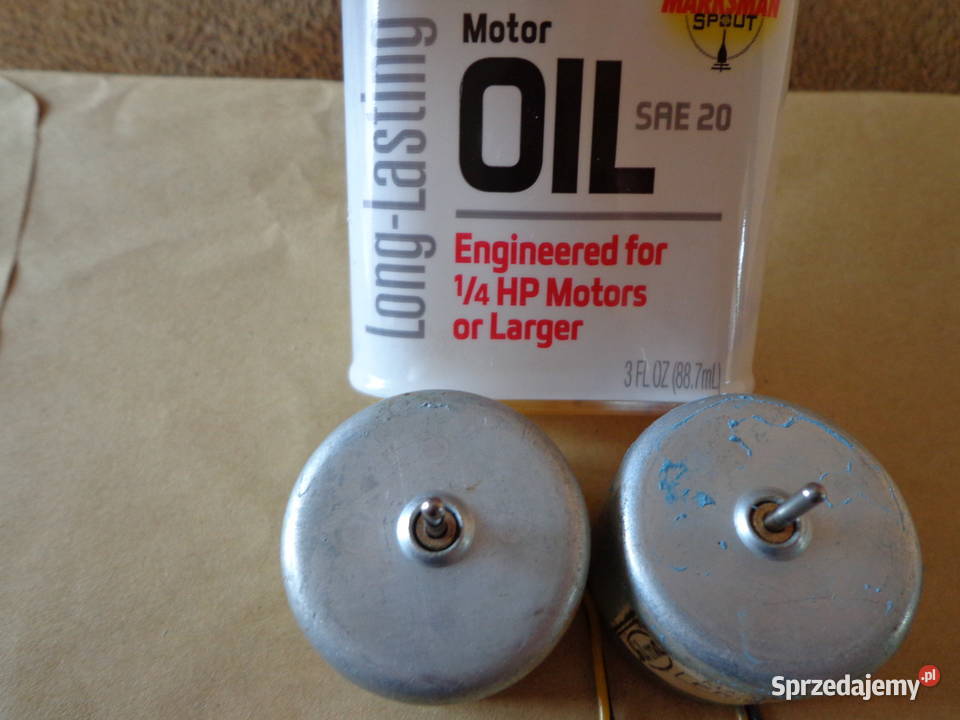 MARKSMAN
SPOUT
Long-Lasting
Motor
OIL
SAE 20
Engineered for
1/4 HP Motors
or Larger
3 FL OZ (88.7mL)
Sprzedajemy.pl